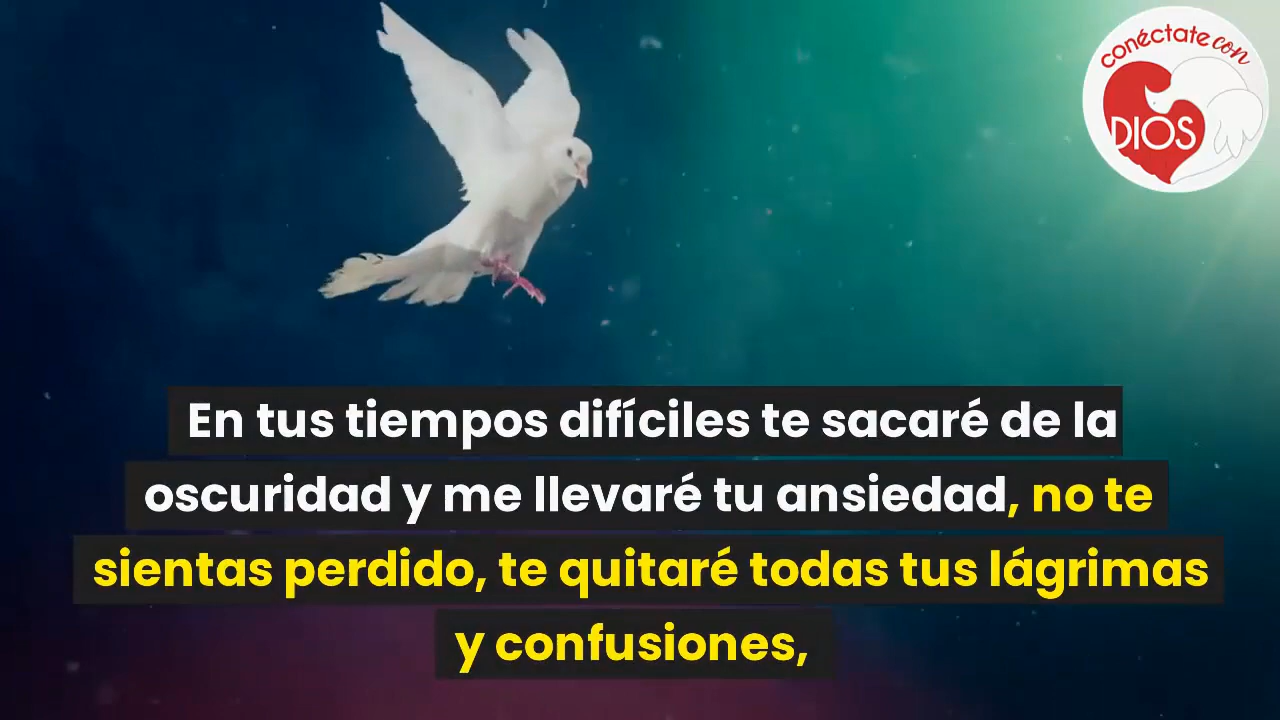 conéctate con
DIOS
En tus tiempos difíciles te sacaré de la
oscuridad y me llevaré tu ansiedad, no te
sientas perdido, te quitaré todas tus lágrimas
y confusiones,